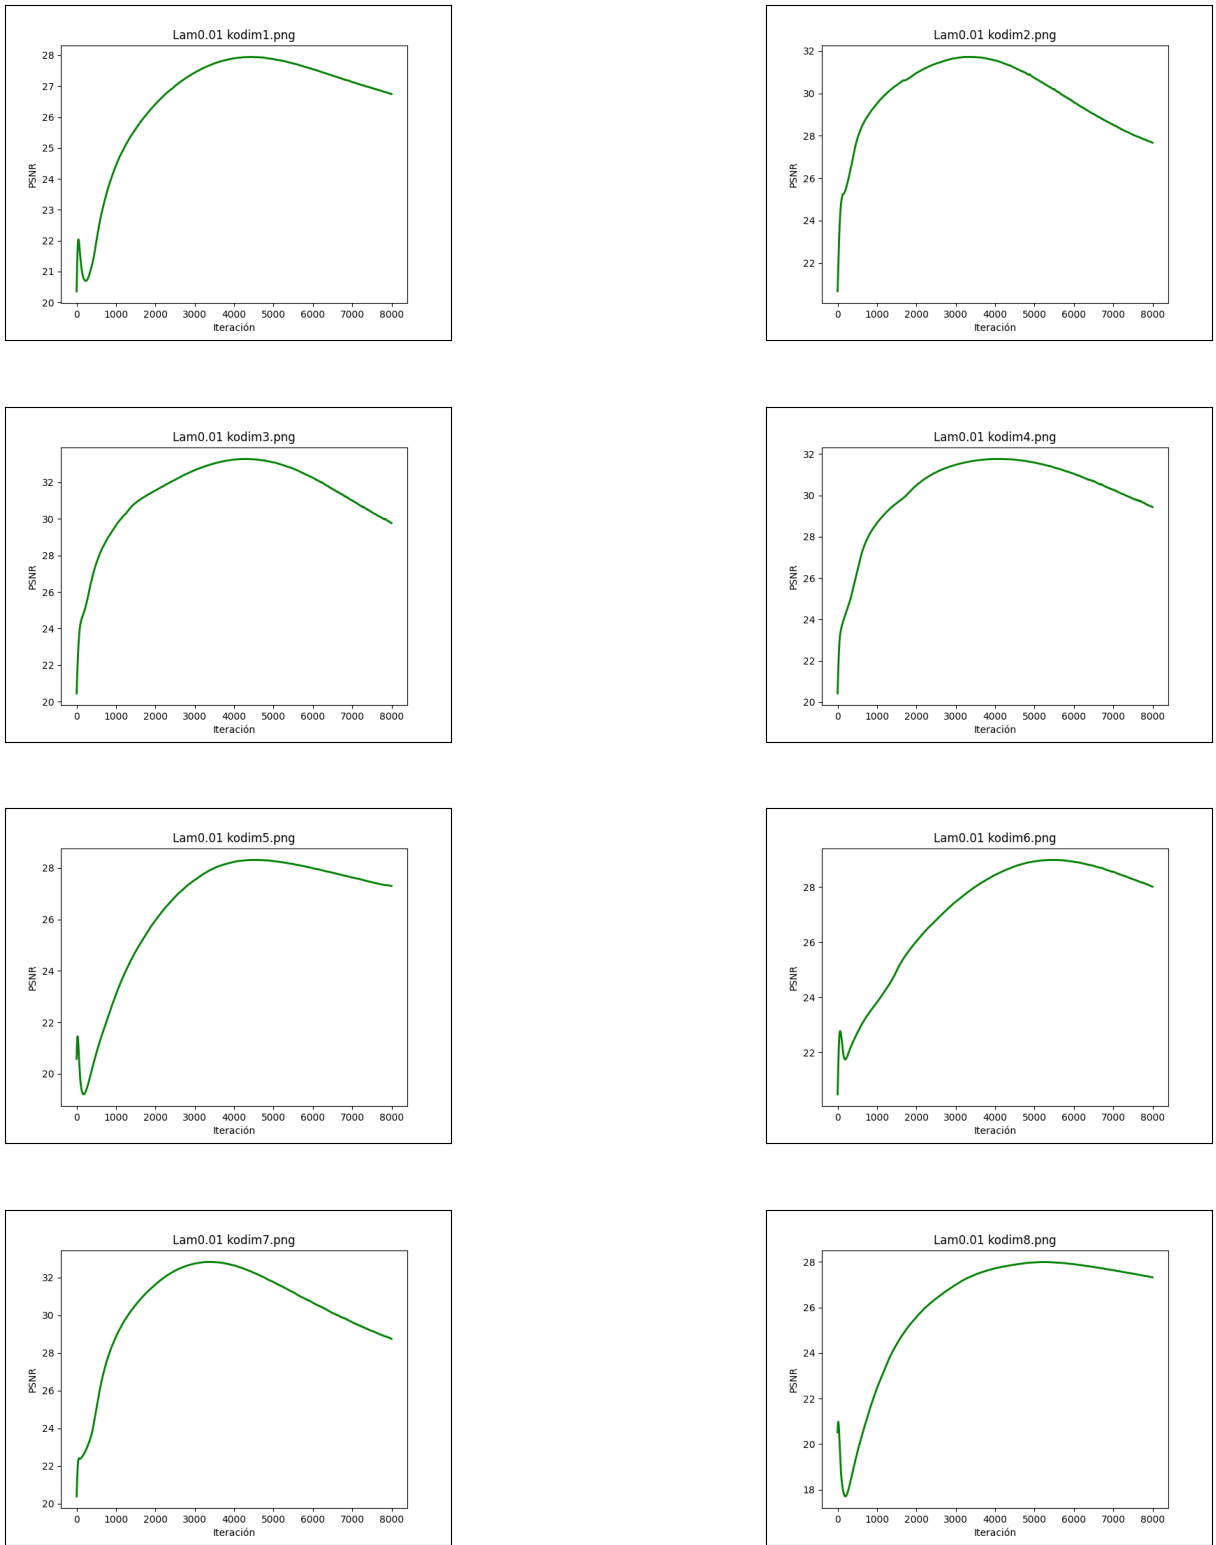 Lam0.01 kodim1.png
28
27
26
25
24
23
22
21
20
PSNR
0 1000 2000 3000 4000 5000 6000 7000 8000
Iteración
Lam0.01 kodim2.png
32
30
28
26
24
22
PSNR
0 1000 2000 3000 4000 5000 6000 7000 8000
Iteración
Lam0.01 kodim3.png
32
30
28
26
24
22
20
PSNR
0 1000 2000 3000 4000 5000 6000 7000 8000
Iteración
Lam0.01 kodim4.png
32
30
28
26
24
22
20
PSNR
0 1000 2000 3000 4000 5000 6000 7000 8000
Iteración
Lam0.01 kodim5.png
28
26
24
22
20
PSNR
0 1000 2000 3000 4000 5000 6000 7000 8000
Iteración
Lam0.01 kodim6.png
28
26
24
22
PSNR
0 1000 2000 3000 4000 5000 6000 7000 8000
Iteración
Lam0.01 kodim7.png
32
30
28
26
24
22
20
PSNR
0 1000 2000 3000 4000 5000 6000 7000 8000
Iteración
Lam0.01 kodim8.png
28
26
24
22
20
18
PSNR
0 1000 2000 3000 4000 5000 6000 7000 8000
Iteración